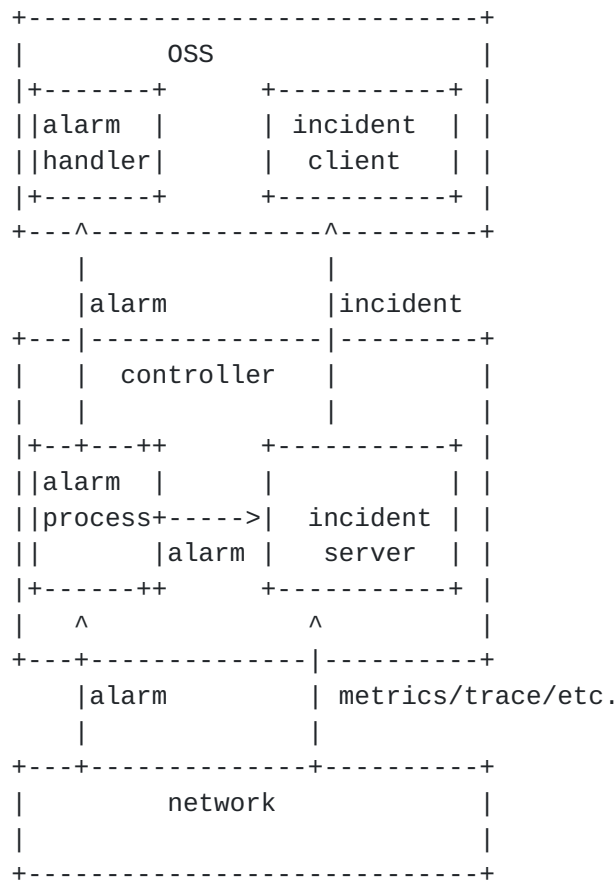 +------------------------------+
|         OSS                  |
|+-------+      +-----------+ |
||alarm  |      | incident  | |
||handler|      |  client   | |
|+-------+      +-----------+ |
+---^---------------^---------+
    |               |
    |alarm          |incident
+---|---------------|---------+
|   |  controller   |         |
|   |               |         |
|+--+---++      +-----------+ |
||alarm  |      |           | |
||process+----->|  incident | |
||       |alarm |   server  | |
|+------++      +-----------+ |
|   ^              ^          |
+---+--------------|----------+
    |alarm         | metrics/trace/etc.
    |              |
+---+--------------+----------+
|         network             |
|                             |
+-----------------------------+